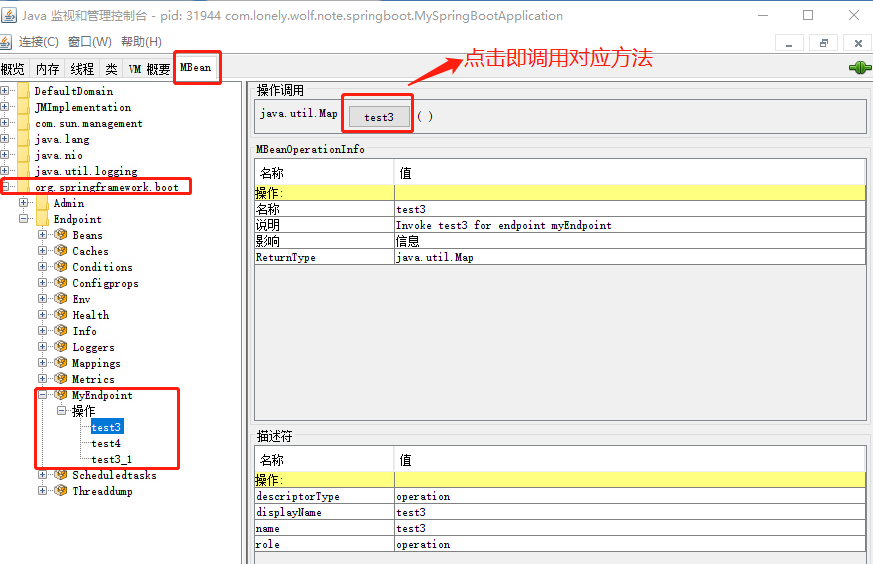 Java 监视和管理控制台 - pid: 31944 com.lonely.wolf.note.springboot.MySpringBootApplication
连接(C) 窗口(W) 帮助(H)
概览 内存 线程 类 VM 概要 MBean
点击即调用对应方法
DefaultDomain
JMImplementation
com.sun.management
java.lang
java.nio
java.util.logging
org.springframework.boot
Admin
Endpoint
Beans
Caches
Conditions
Configprops
Env
Health
Info
Loggers
Mappings
Metrics
MyEndpoint
操作
test3
test4
test3_1
Scheduledtasks
Threaddump
操作调用
java.util.Map test3 ( )
MBeanOperationInfo
名称 值
操作:
名称 test3
说明 Invoke test3 for endpoint myEndpoint
影响 信息
ReturnType java.util.Map
描述符
名称 值
操作:
descriptorType operation
displayName test3
name test3
role operation